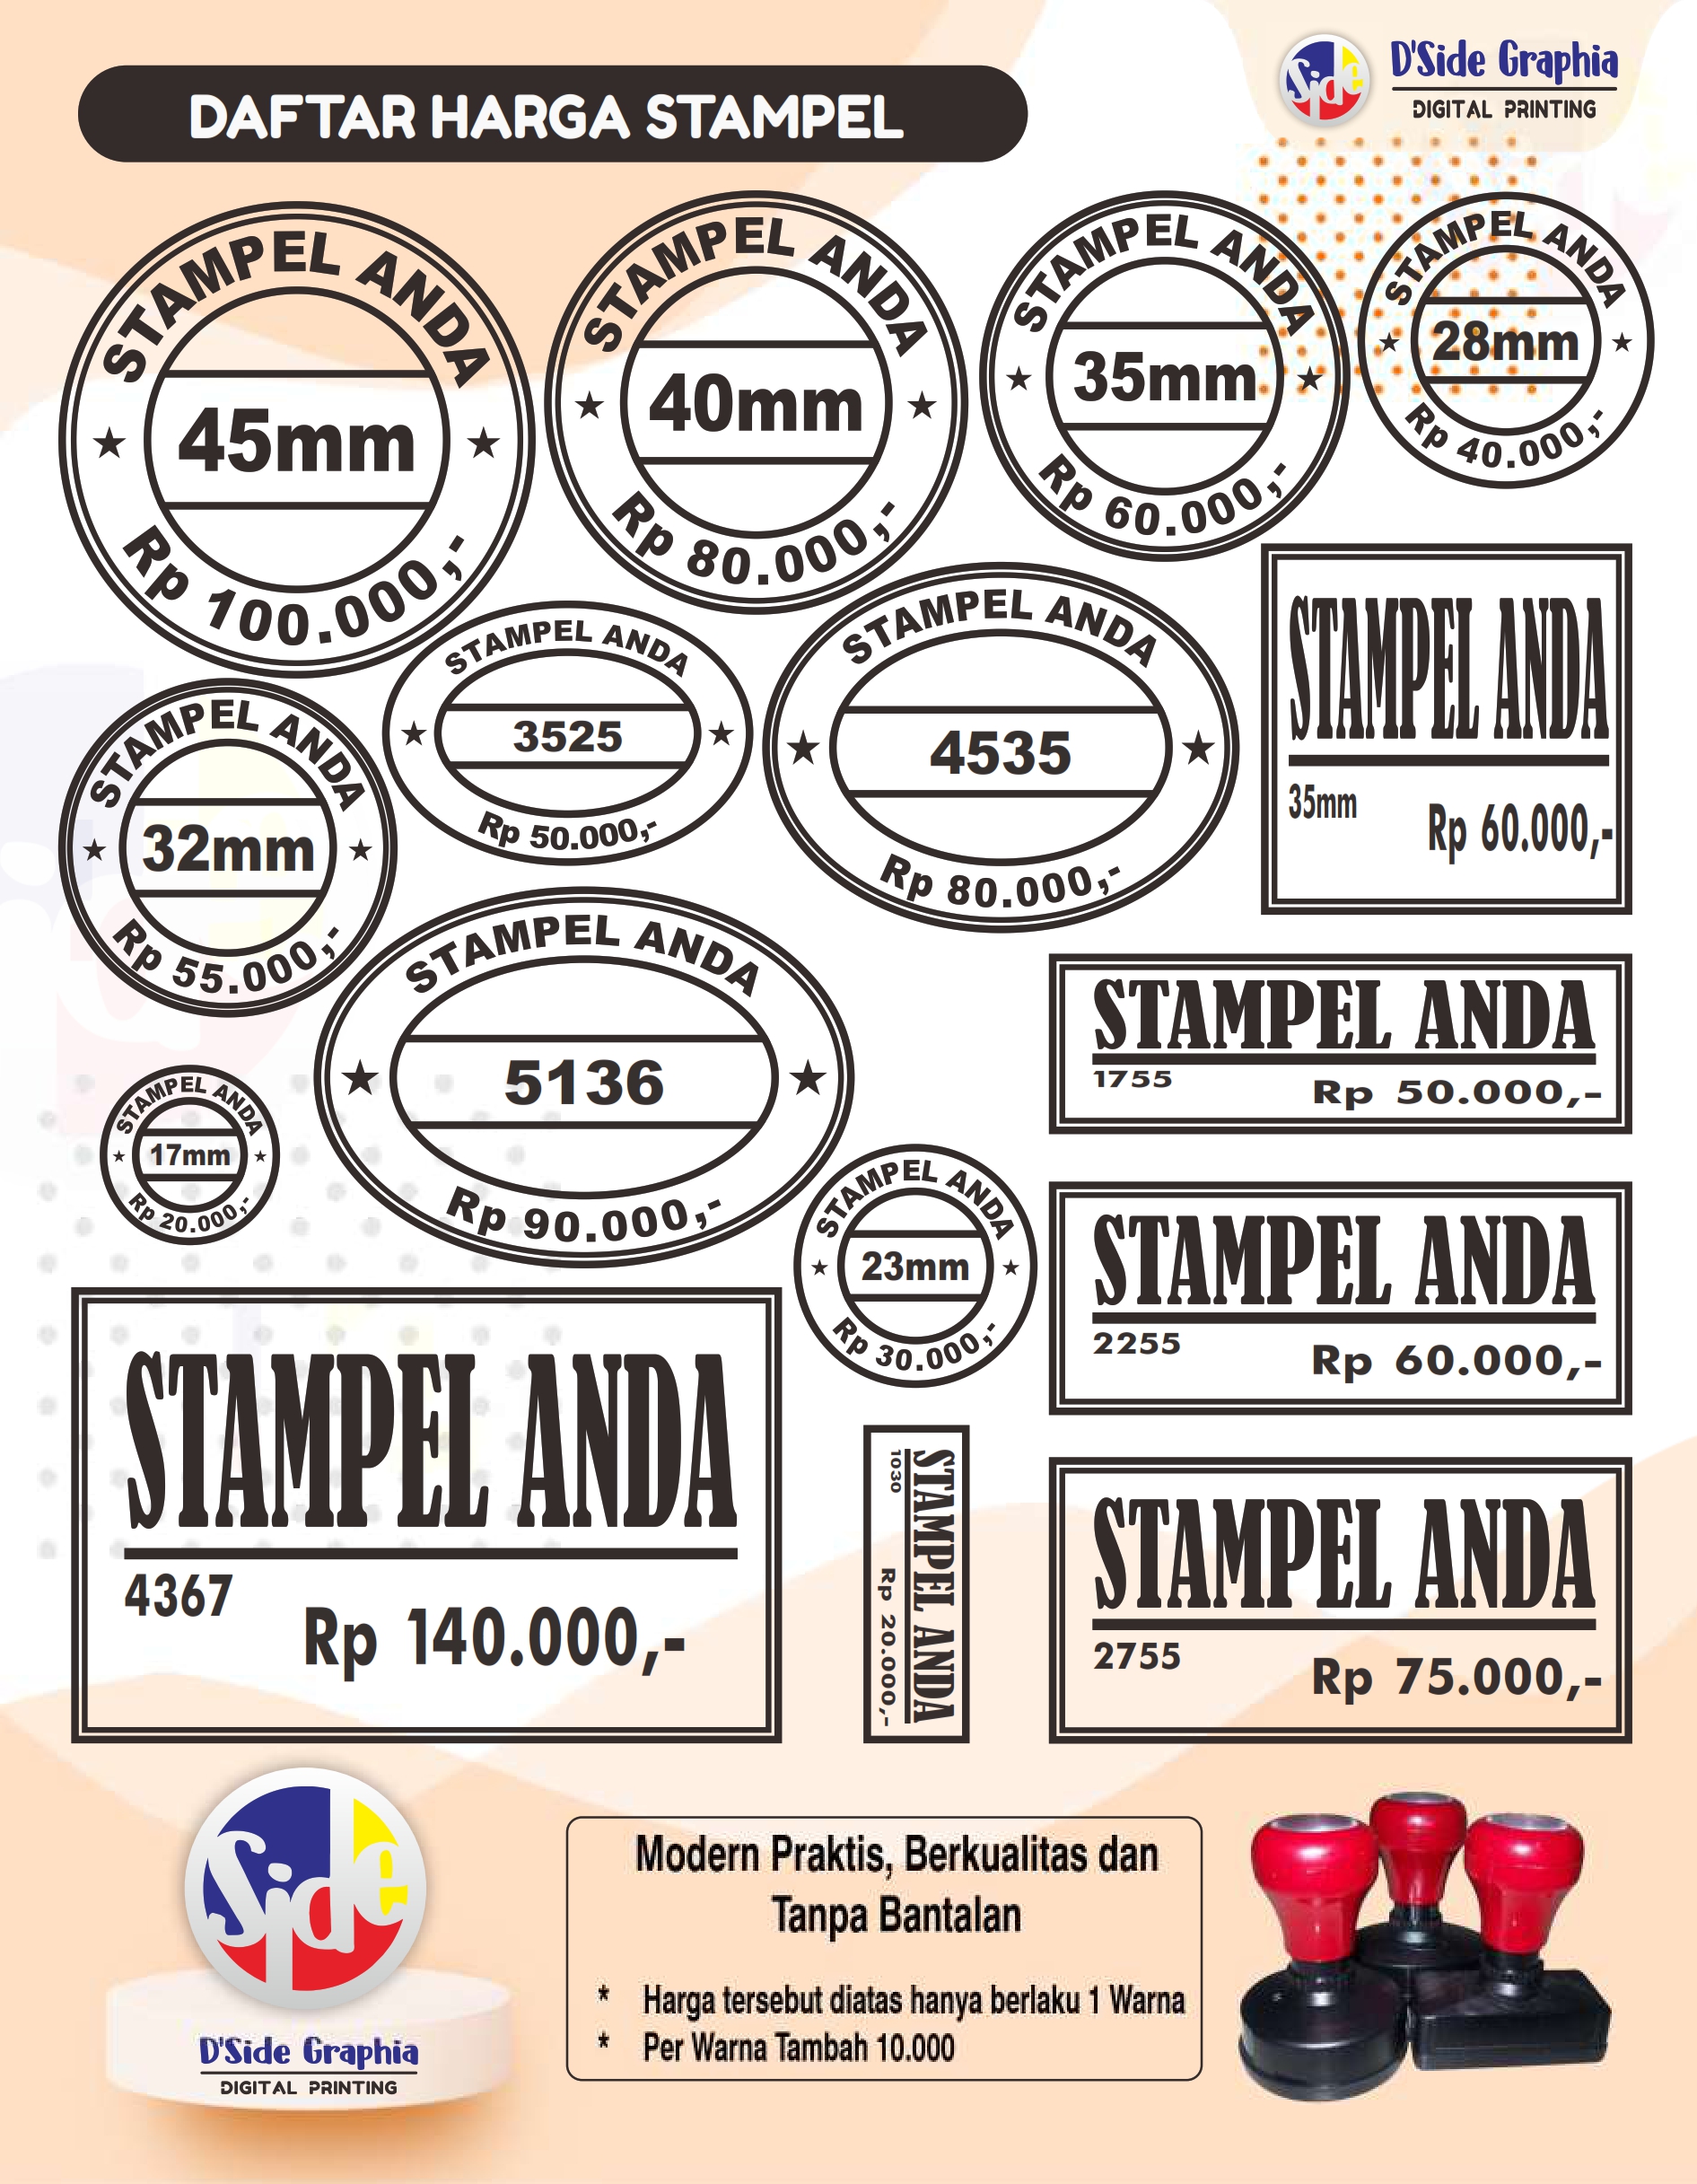 DAFTAR HARGA STAMPEL
Side
D'Side Graphia
DIGITAL PRINTING
STAMPEL ANDA
45mm
Rp 100.000,-
STAMPEL ANDA
40mm
Rp 80.000,-
STAMPEL ANDA
35mm
Rp 60.000,-
STAMPEL ANDA
28mm
Rp 40.000,-
STAMPEL ANDA
32mm
Rp 55.000,-
STAMPEL ANDA
3525
Rp 50.000,-
STAMPEL ANDA
4535
Rp 80.000,-
STAMPEL ANDA
35mm
Rp 60.000,-
STAMPEL ANDA
17mm
Rp 20.000,-
STAMPEL ANDA
5136
Rp 90.000,-
STAMPEL ANDA
23mm
Rp 30.000,-
STAMPEL ANDA
1755
Rp 50.000,-
STAMPEL ANDA
2255
Rp 60.000,-
STAMPEL ANDA
4367
Rp 140.000,-
STAMPEL ANDA
1030
Rp 20.000,-
STAMPEL ANDA
2755
Rp 75.000,-
Side
D'Side Graphia
DIGITAL PRINTING
Modern Praktis, Berkualitas dan
Tanpa Bantalan
* Harga tersebut diatas hanya berlaku 1 Warna
* Per Warna Tambah 10.000